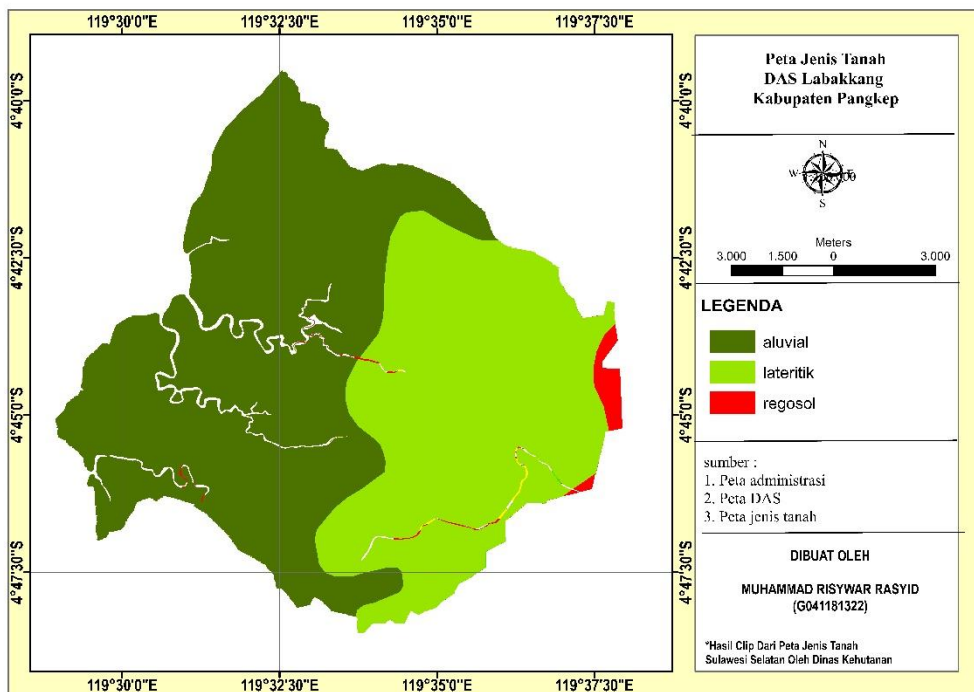 119°30'0"E 119°32'30"E 119°35'0"E 119°37'30"E
4°40'0"S 4°40'0"S
4°42'30"S 4°42'30"S
4°45'0"S 4°45'0"S
4°47'30"S 4°47'30"S
119°30'0"E 119°32'30"E 119°35'0"E 119°37'30"E
Peta Jenis Tanah
DAS Labakkang
Kabupaten Pangkep
N
W E
S
Meters
3.000 1.500 0 3.000
LEGENDA
aluvial
lateritik
regosol
sumber :
1. Peta administrasi
2. Peta DAS
3. Peta jenis tanah
DIBUAT OLEH
MUHAMMAD RISYWAR RASYID
(G041181322)
*Hasil Clip Dari Peta Jenis Tanah
Sulawesi Selatan Oleh Dinas Kehutanan